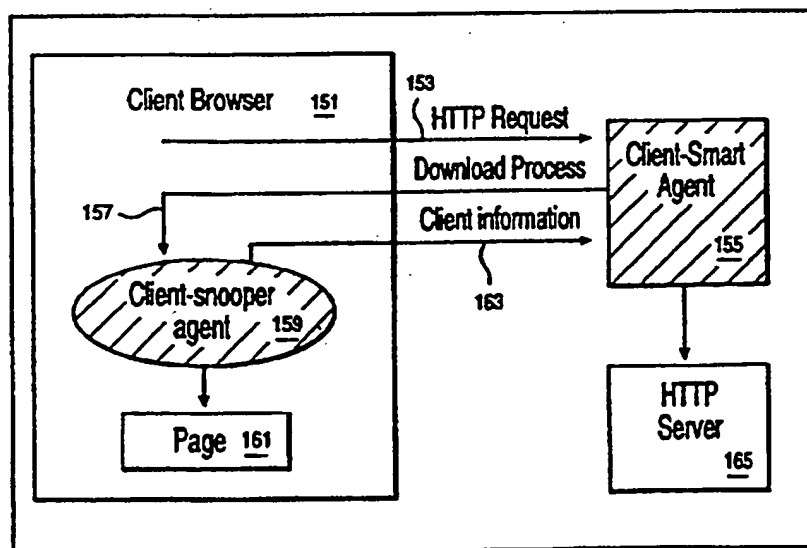 Client Browser 151
153
HTTP Request
Client-Smart
Agent
155
Download Process
157
Client information
163
Client-snooper
agent 159
Page 161
HTTP
Server
165